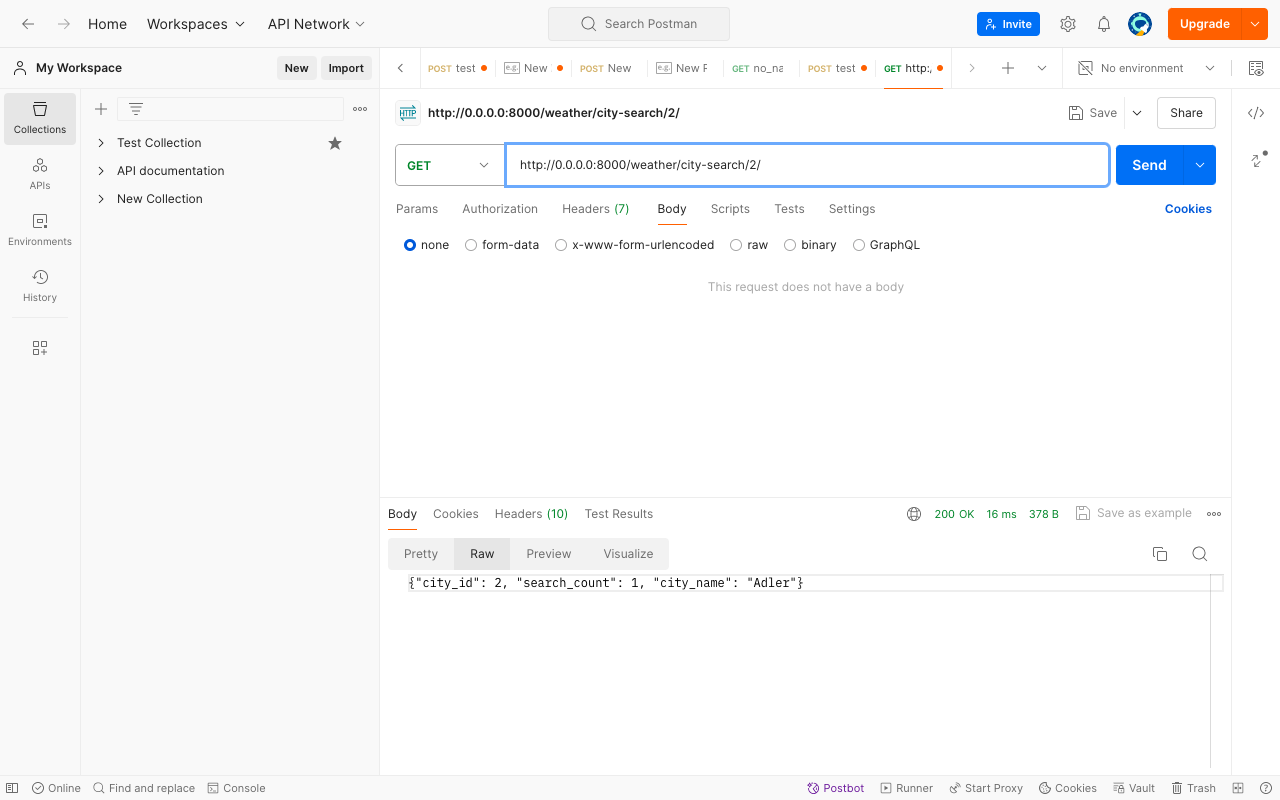 Home
Workspaces
API Network
Search Postman
Invite
Upgrade
My Workspace
New
Import
POST test
e.g. New
POST New
e.g. New F
GET no_na
POST test
GET http:/
No environment
Collections
APIs
Environments
History
Test Collection
API documentation
New Collection
HTTP
http://0.0.0.0:8000/weather/city-search/2/
Save
Share
GET
http://0.0.0.0:8000/weather/city-search/2/
Send
Params
Authorization
Headers (7)
Body
Scripts
Tests
Settings
Cookies
none
form-data
x-www-form-urlencoded
raw
binary
GraphQL
This request does not have a body
Body
Cookies
Headers (10)
Test Results
200 OK
16 ms
378 B
Save as example
Pretty
Raw
Preview
Visualize
{"city_id": 2, "search_count": 1, "city_name": "Adler"}
Online
Find and replace
Console
Postbot
Runner
Start Proxy
Cookies
Vault
Trash